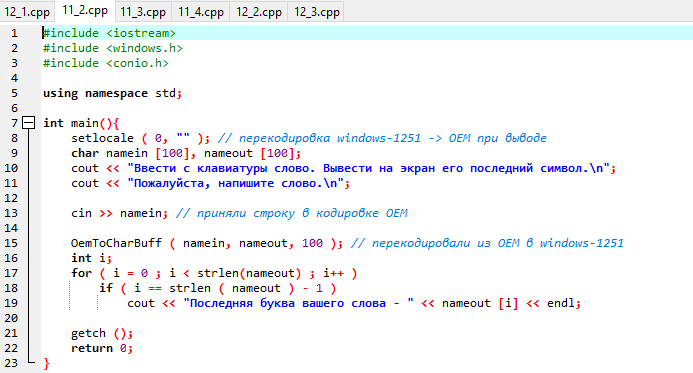 12_1.cpp 11_2.cpp 11_3.cpp 11_4.cpp 12_2.cpp 12_3.cpp
1 #include <iostream>
2 #include <windows.h>
3 #include <conio.h>
4
5 using namespace std;
6
7 int main(){
8 setlocale ( 0, "" ); // перекодировка windows-1251 -> OEM при выводе
9 char namein [100], nameout [100];
10 cout << "Ввести с клавиатуры слово. Вывести на экран его последний символ.\n";
11 cout << "Пожалуйста, напишите слово.\n";
12
13 cin >> namein; // приняли строку в кодировке OEM
14
15 OemToCharBuff ( namein, nameout, 100 ); // перекодировали из OEM в windows-1251
16 int i;
17 for ( i = 0 ; i < strlen(nameout) ; i++ )
18 if ( i == strlen ( nameout ) - 1 )
19 cout << "Последняя буква вашего слова - " << nameout [i] << endl;
20
21 getch ();
22 return 0;
23 }